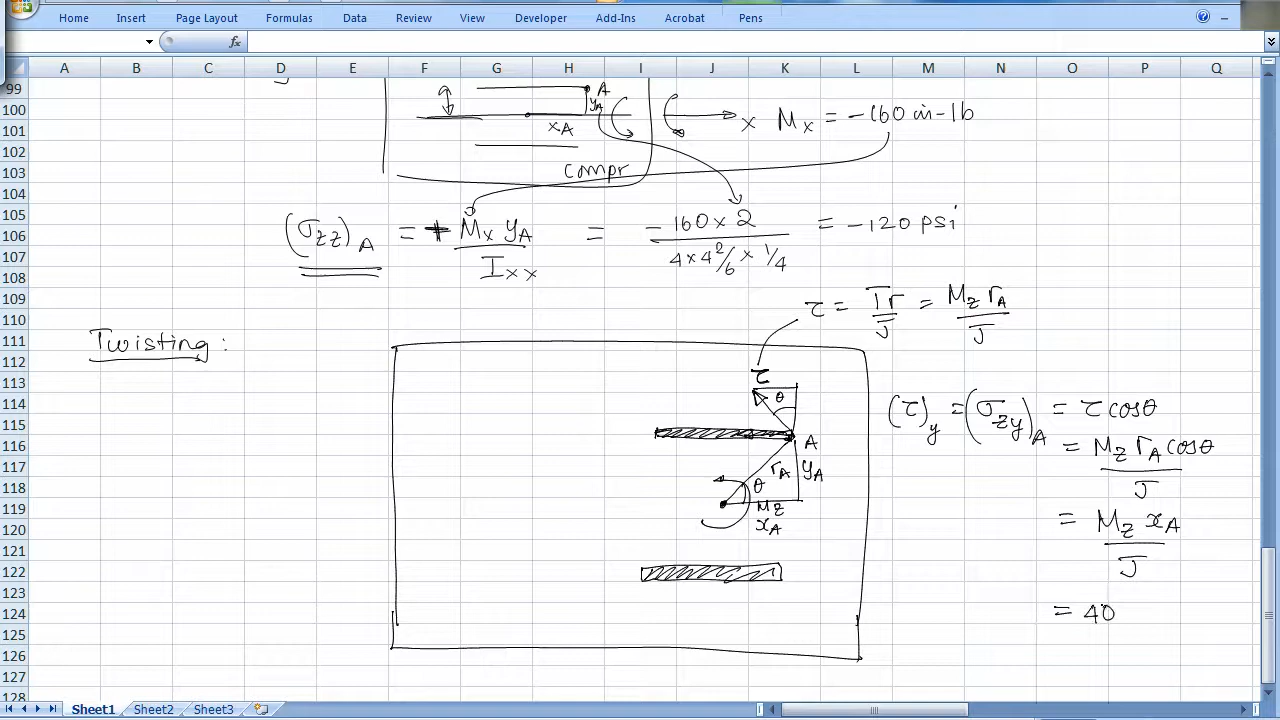 Home Insert Page Layout Formulas Data Review View Developer Add-Ins Acrobat Pens
fx
A B C D E F G H I J K L M N O P Q
99
100
101
102
103
104
105
106
107
108
109
110
111
112
113
114
115
116
117
118
119
120
121
122
123
124
125
126
127
128
A
yA
xA
x Mx = -160 in-lb
compr
(σzz)A = + Mx yA / Ixx = -160 x 2 / 4 x 4²/6 x 1/4 = -120 psi
τ = Tr / J = Mz rA / J
Twisting :
τ
θ
A
rA
yA
θ
Mz
xA
(τ)y = (σzy)A = τ cosθ
= Mz rA cosθ / J
= Mz xA / J
= 40
Sheet1 Sheet2 Sheet3